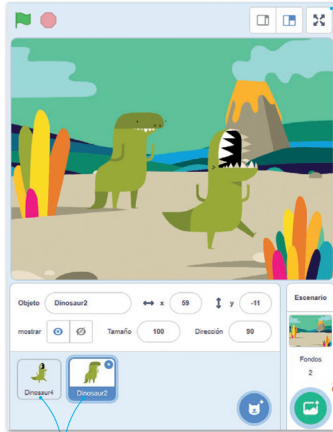 Objeto Dinosaur2 x 59 y -11
mostrar Tamaño 100 Dirección 90
Dinosaur4 Dinosaur2
Escenario
Fondos
2